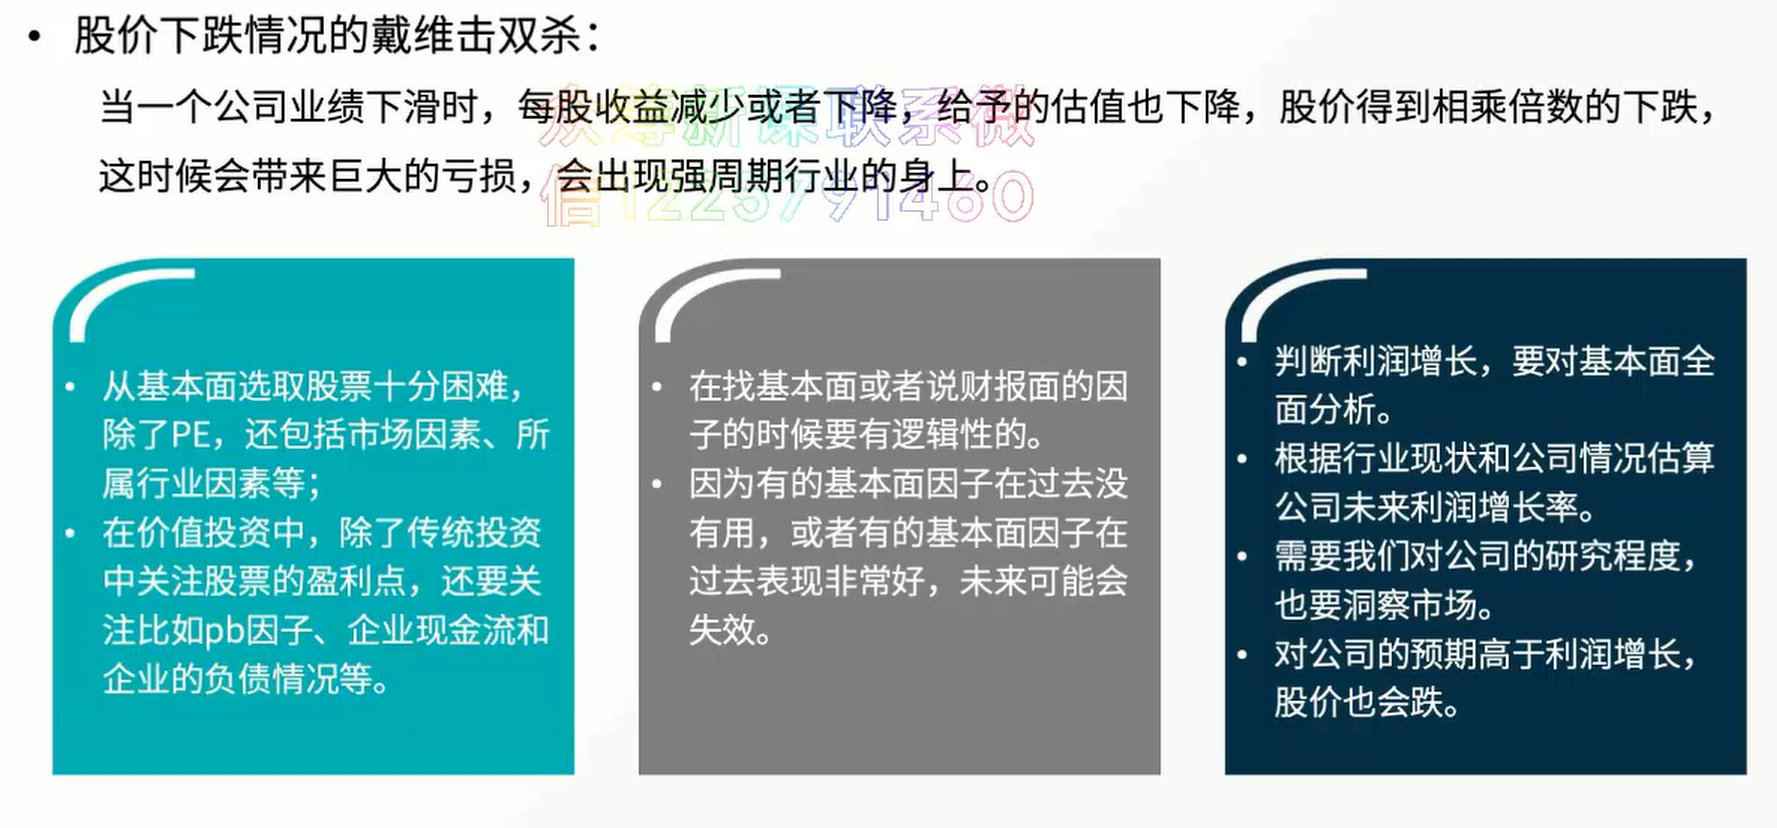 • 股价下跌情况的戴维击双杀：
当一个公司业绩下滑时，每股收益减少或者下降，给予的估值也下降，股价得到相乘倍数的下跌，
这时候会带来巨大的亏损，会出现强周期行业的身上。
众筹新课联系微
信1225791460
• 从基本面选取股票十分困难，
除了PE，还包括市场因素、所
属行业因素等；
• 在价值投资中，除了传统投资
中关注股票的盈利点，还要关
注比如pb因子、企业现金流和
企业的负债情况等。
• 在找基本面或者说财报面的因
子的时候要有逻辑性的。
• 因为有的基本面因子在过去没
有用，或者有的基本面因子在
过去表现非常好，未来可能会
失效。
• 判断利润增长，要对基本面全
面分析。
• 根据行业现状和公司情况估算
公司未来利润增长率。
• 需要我们对公司的研究程度，
也要洞察市场。
• 对公司的预期高于利润增长，
股价也会跌。